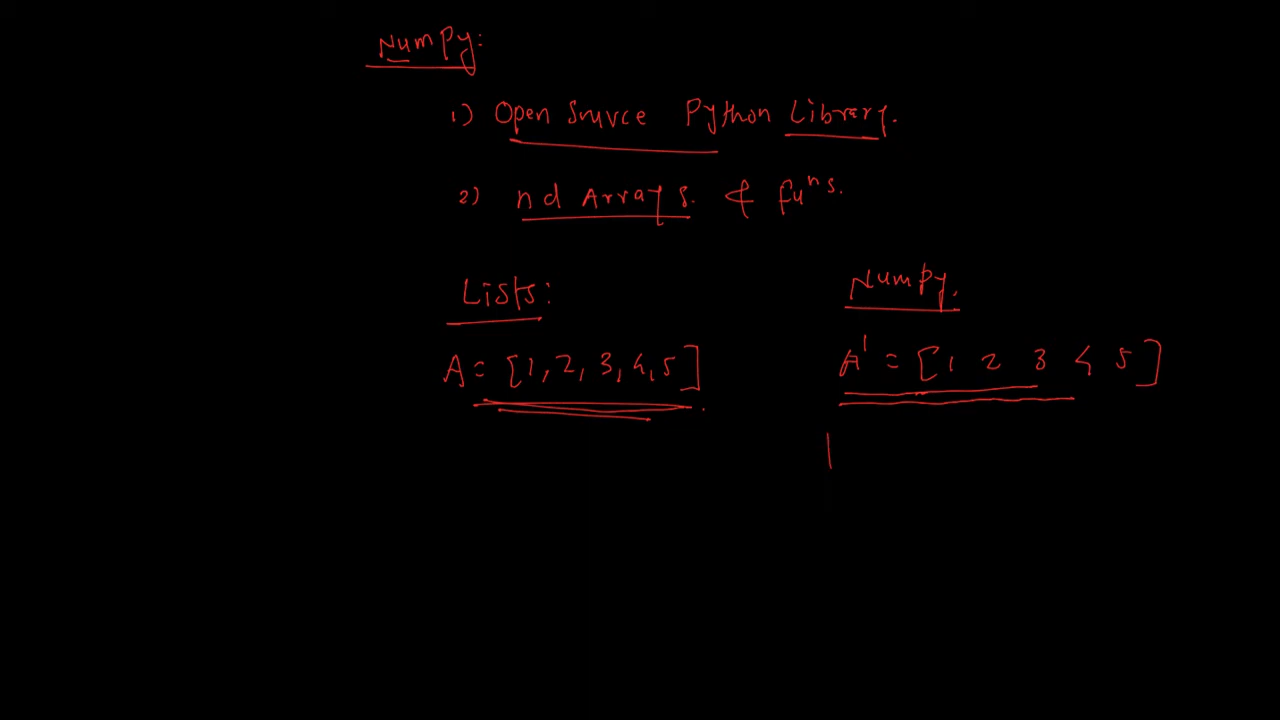 NumPy:
1) Open Source Python Library.
2) nd Arrays. & fuⁿˢ.
Lists:
NumPy.
A = [1, 2, 3, 4, 5]
A' = [1 2 3 4 5]